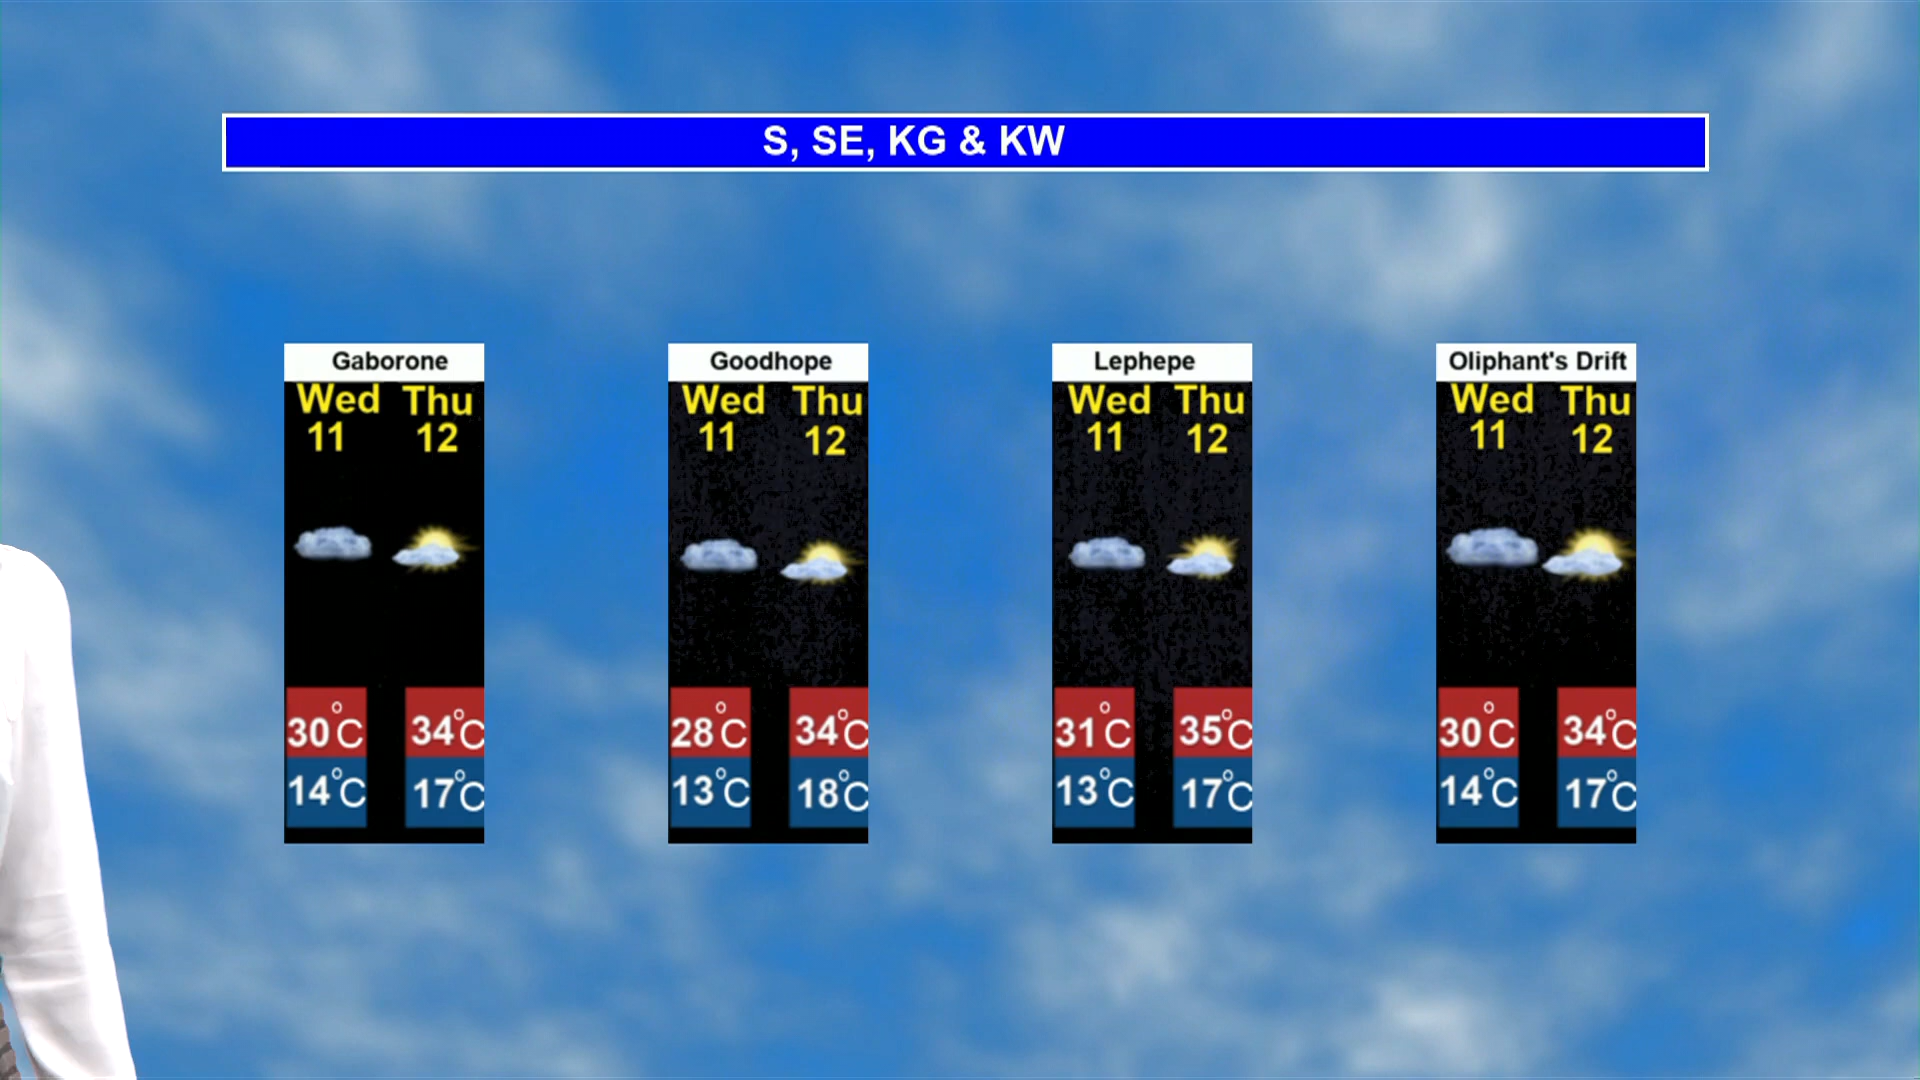 S, SE, KG & KW
Gaborone
Wed Thu
11 12
30°C 34°C
14°C 17°C
Goodhope
Wed Thu
11 12
28°C 34°C
13°C 18°C
Lephepe
Wed Thu
11 12
31°C 35°C
13°C 17°C
Oliphant's Drift
Wed Thu
11 12
30°C 34°C
14°C 17°C